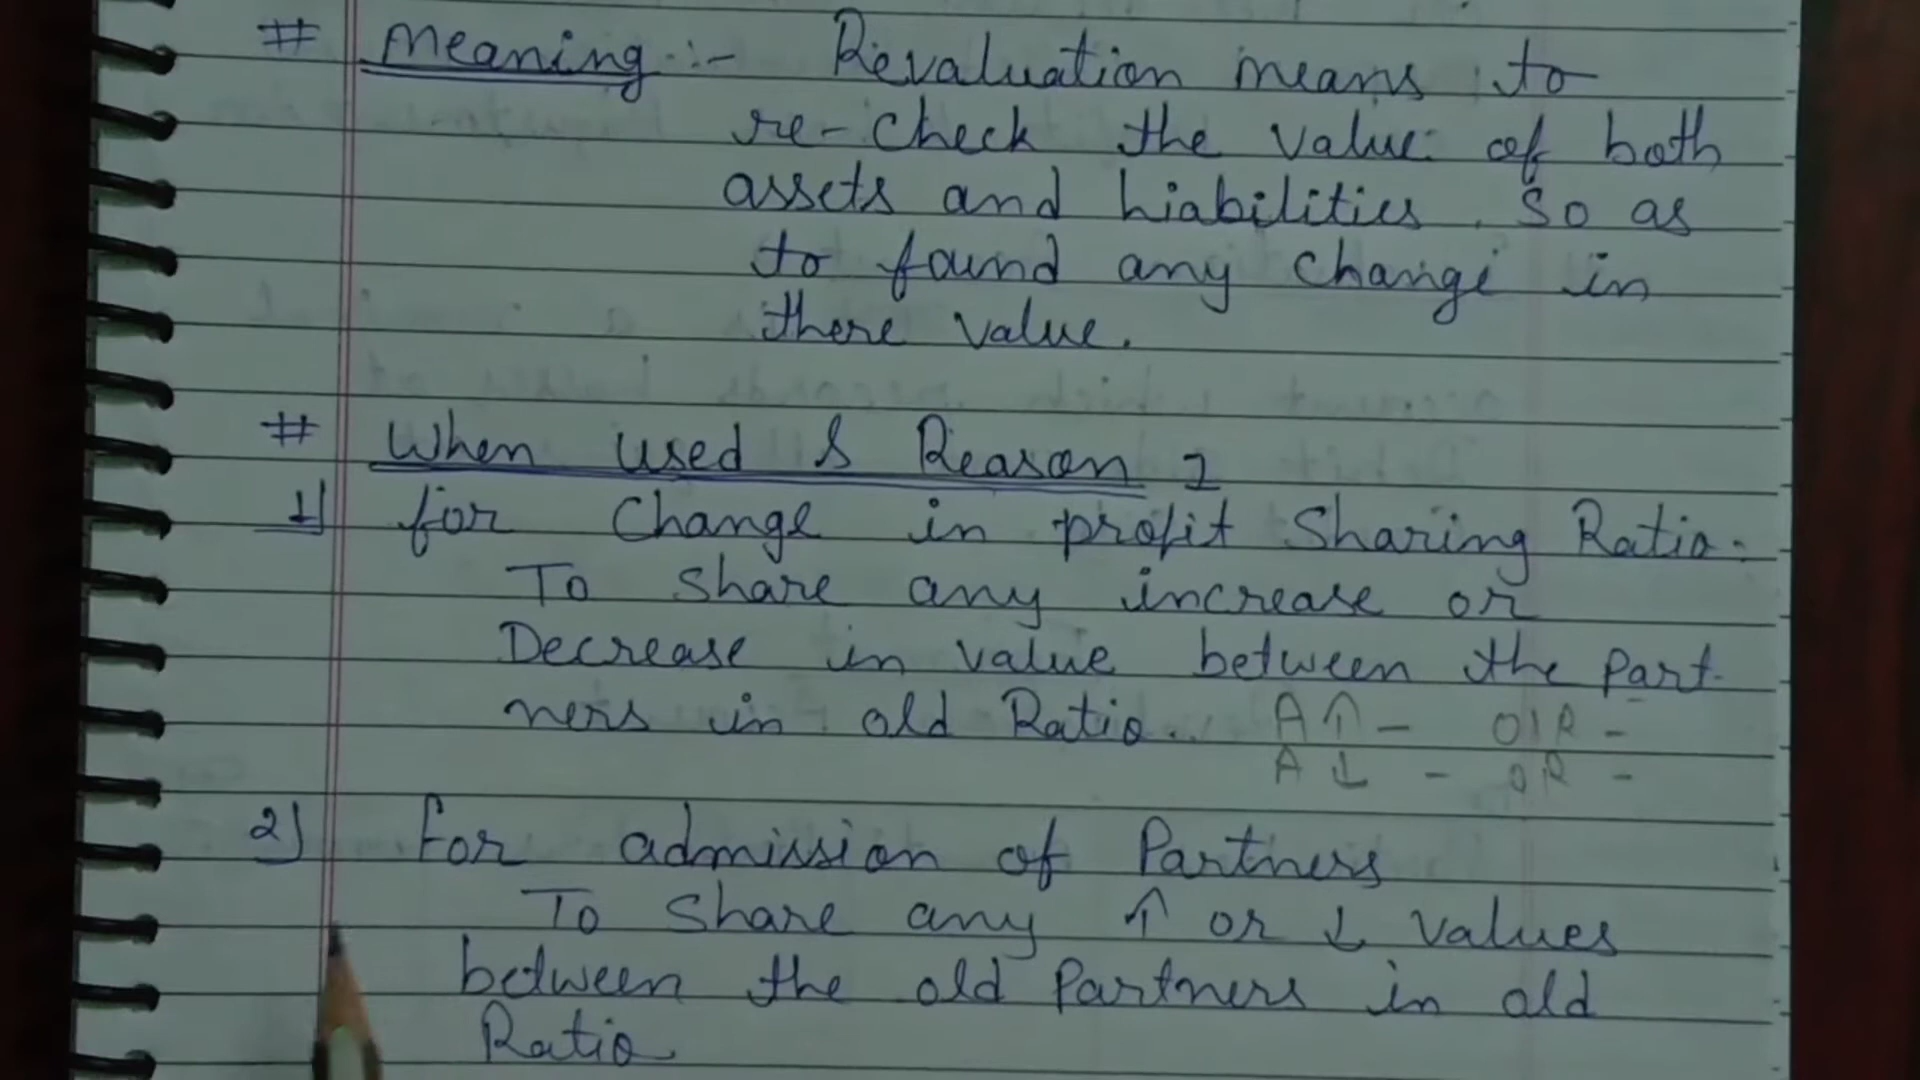 # Meaning :- Revaluation means to
re-check the value of both
assets and Liabilities. So as
to found any change in
there value.
# When used & Reason
1) for Change in profit Sharing Ratio.
To share any increase or
Decrease in value between the Part-
ners in old Ratio. A↑ - OIR -
A↓ - OR -
2) For admission of Partners
To Share any ↑ or ↓ values
between the old Partners in old
Ratio